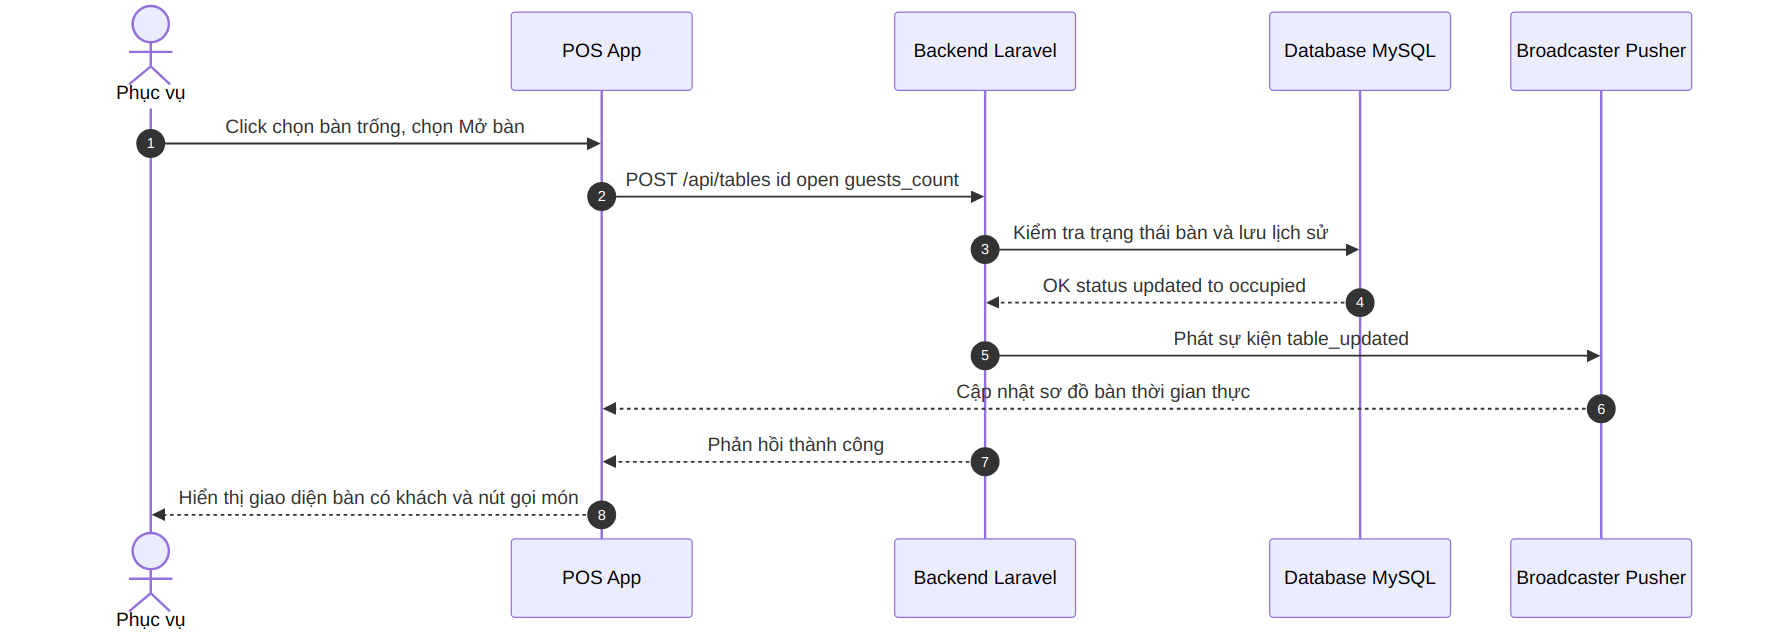 Phục vụ
POS App
Backend Laravel
Database MySQL
Broadcaster Pusher
Click chọn bàn trống, chọn Mở bàn
1
POST /api/tables id open guests_count
2
Kiểm tra trạng thái bàn và lưu lịch sử
3
OK status updated to occupied
4
Phát sự kiện table_updated
5
Cập nhật sơ đồ bàn thời gian thực
6
Phản hồi thành công
7
Hiển thị giao diện bàn có khách và nút gọi món
8
Phục vụ
POS App
Backend Laravel
Database MySQL
Broadcaster Pusher